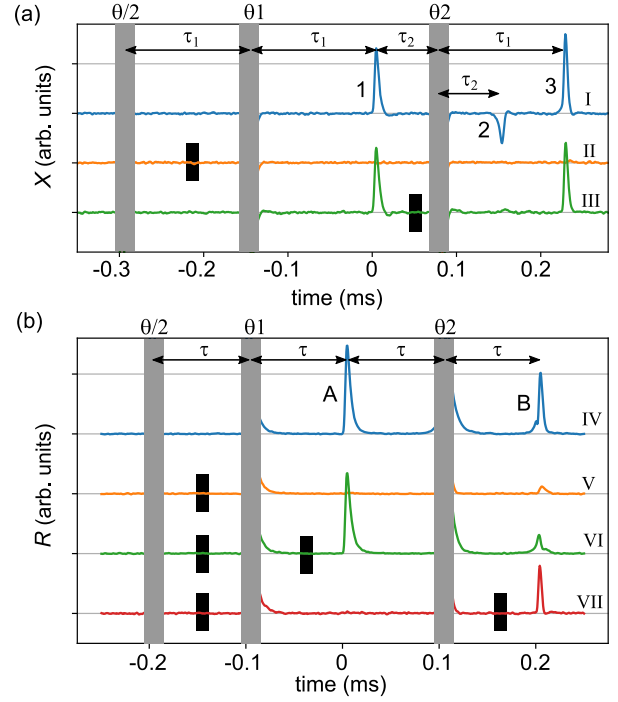 (a)
θ/2 θ1 θ2
τ1 τ1 τ2 τ1
τ2
1 2 3
I
II
III
X (arb. units)
-0.3 -0.2 -0.1 0 0.1 0.2
time (ms)
(b)
θ/2 θ1 θ2
τ τ τ τ
A B
IV
V
VI
VII
R (arb. units)
-0.2 -0.1 0 0.1 0.2
time (ms)